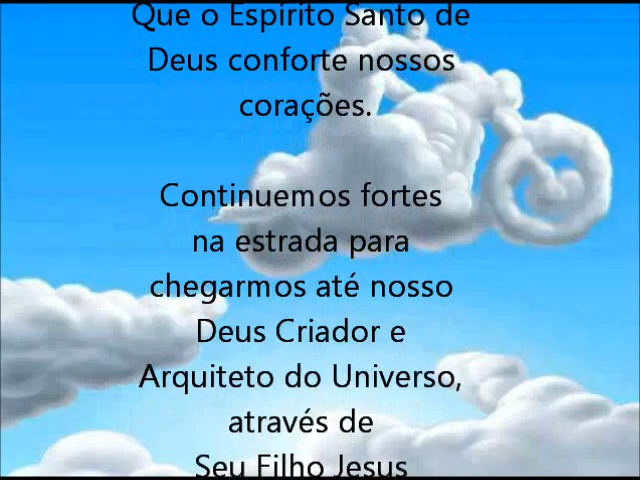 Que o Espírito Santo de
Deus conforte nossos
corações.
Continuemos fortes
na estrada para
chegarmos até nosso
Deus Criador e
Arquiteto do Universo,
através de
Seu Filho Jesus